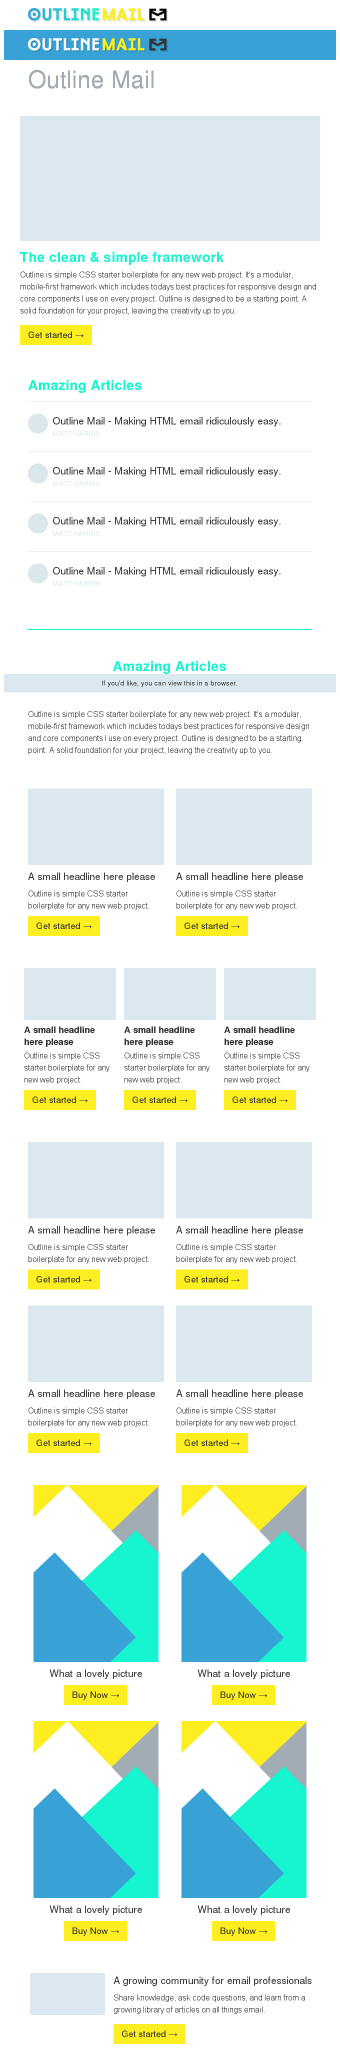 OUTLINEMAIL
OUTLINEMAIL
Outline Mail
The clean & simple framework
Outline is simple CSS starter boilerplate for any new web project. It's a modular,
mobile-first framework which includes todays best practices for responsive design and
core components I use on every project. Outline is designed to be a starting point. A
solid foundation for your project, leaving the creativity up to you.
Get started →
Amazing Articles
Outline Mail - Making HTML email ridiculously easy.
MATT HARRIS
Outline Mail - Making HTML email ridiculously easy.
MATT HARRIS
Outline Mail - Making HTML email ridiculously easy.
MATT HARRIS
Outline Mail - Making HTML email ridiculously easy.
MATT HARRIS
Amazing Articles
If you'd like, you can view this in a browser.
Outline is simple CSS starter boilerplate for any new web project. It's a modular,
mobile-first framework which includes todays best practices for responsive design
and core components I use on every project. Outline is designed to be a starting
point. A solid foundation for your project, leaving the creativity up to you.
A small headline here please
Outline is simple CSS starter
boilerplate for any new web project.
Get started →
A small headline here please
Outline is simple CSS starter
boilerplate for any new web project.
Get started →
A small headline
here please
Outline is simple CSS
starter boilerplate for any
new web project.
Get started →
A small headline
here please
Outline is simple CSS
starter boilerplate for any
new web project.
Get started →
A small headline
here please
Outline is simple CSS
starter boilerplate for any
new web project.
Get started →
A small headline here please
Outline is simple CSS starter
boilerplate for any new web project.
Get started →
A small headline here please
Outline is simple CSS starter
boilerplate for any new web project.
Get started →
A small headline here please
Outline is simple CSS starter
boilerplate for any new web project.
Get started →
A small headline here please
Outline is simple CSS starter
boilerplate for any new web project.
Get started →
What a lovely picture
Buy Now →
What a lovely picture
Buy Now →
What a lovely picture
Buy Now →
What a lovely picture
Buy Now →
A growing community for email professionals
Share knowledge, ask code questions, and learn from a
growing library of articles on all things email.
Get started →